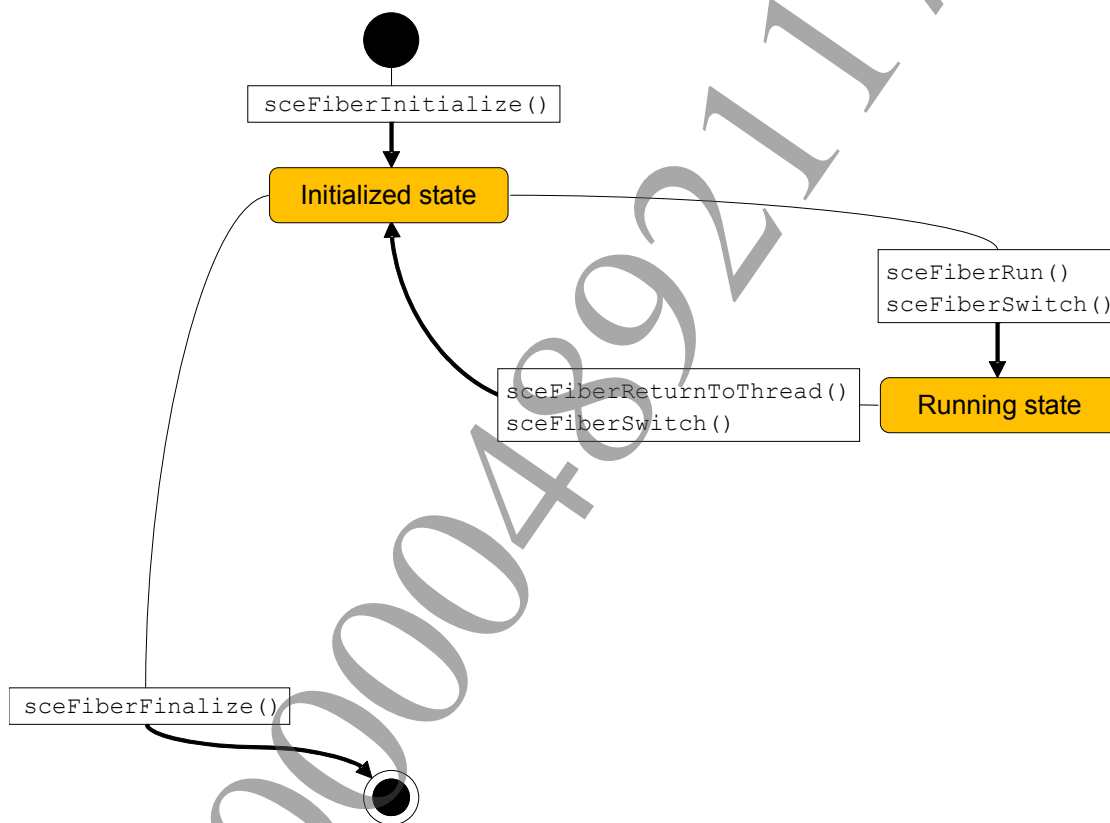 sceFiberInitialize()
Initialized state
sceFiberRun()
sceFiberSwitch()
sceFiberReturnToThread()
sceFiberSwitch()
Running state
sceFiberFinalize()